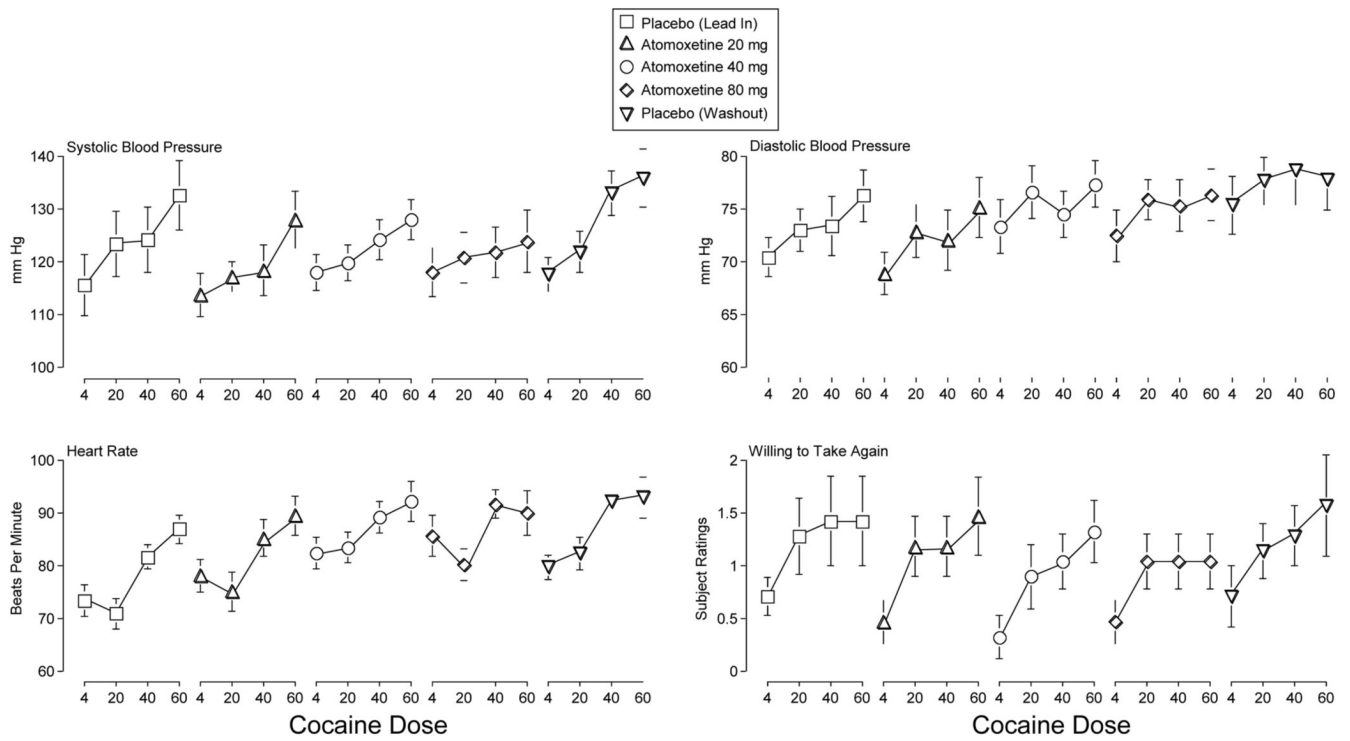 Placebo (Lead In)
Atomoxetine 20 mg
Atomoxetine 40 mg
Atomoxetine 80 mg
Placebo (Washout)
Systolic Blood Pressure
140
130
120
110
100
mm Hg
4 20 40 60 4 20 40 60 4 20 40 60 4 20 40 60 4 20 40 60
Diastolic Blood Pressure
80
75
70
65
60
mm Hg
4 20 40 60 4 20 40 60 4 20 40 60 4 20 40 60 4 20 40 60
Heart Rate
100
90
80
70
60
Beats Per Minute
4 20 40 60 4 20 40 60 4 20 40 60 4 20 40 60 4 20 40 60
Cocaine Dose
Willing to Take Again
2
1.5
1
0.5
0
Subject Ratings
4 20 40 60 4 20 40 60 4 20 40 60 4 20 40 60 4 20 40 60
Cocaine Dose